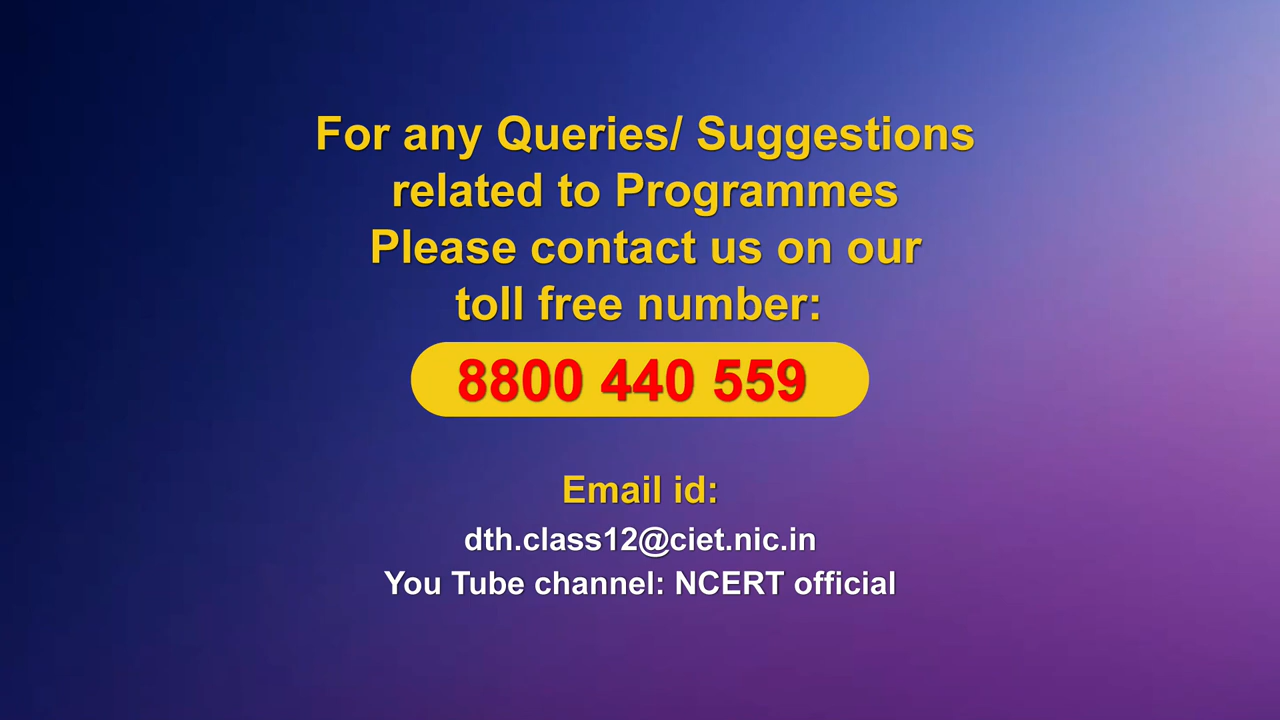 For any Queries/ Suggestions
related to Programmes
Please contact us on our
toll free number:
8800 440 559
Email id:
dth.class12@ciet.nic.in
You Tube channel: NCERT official